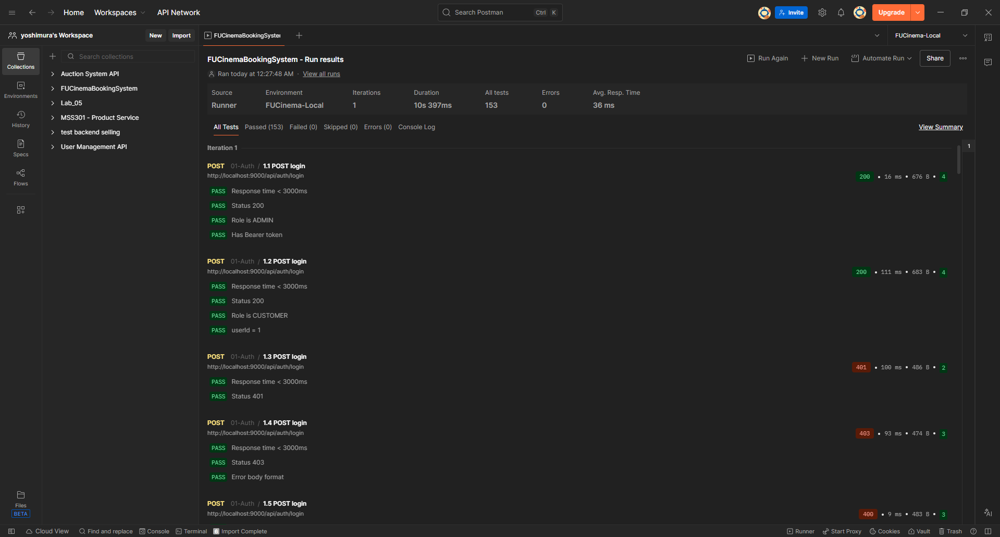 Home Workspaces API Network
Search Postman Ctrl K
Invite Upgrade
yoshimura's Workspace New Import
FUCinemaBookingSyster
FUCinema-Local
Collections
Environments
History
Specs
Flows
Files
BETA
Search collections
Auction System API
FUCinemaBookingSystem
Lab_05
MSS301 - Product Service
test backend selling
User Management API
FUCinemaBookingSystem - Run results
Run Again New Run Automate Run Share
Ran today at 12:27:48 AM · View all runs
Source Environment Iterations Duration All tests Errors Avg. Resp. Time
Runner FUCinema-Local 1 10s 397ms 153 0 36 ms
All Tests Passed (153) Failed (0) Skipped (0) Errors (0) Console Log View Summary
Iteration 1
1
POST 01-Auth / 1.1 POST login
http://localhost:9000/api/auth/login
200 • 16 ms • 676 B • 4
PASS Response time < 3000ms
PASS Status 200
PASS Role is ADMIN
PASS Has Bearer token
POST 01-Auth / 1.2 POST login
http://localhost:9000/api/auth/login
200 • 111 ms • 683 B • 4
PASS Response time < 3000ms
PASS Status 200
PASS Role is CUSTOMER
PASS userId = 1
POST 01-Auth / 1.3 POST login
http://localhost:9000/api/auth/login
401 • 100 ms • 486 B • 2
PASS Response time < 3000ms
PASS Status 401
POST 01-Auth / 1.4 POST login
http://localhost:9000/api/auth/login
403 • 93 ms • 474 B • 3
PASS Response time < 3000ms
PASS Status 403
PASS Error body format
POST 01-Auth / 1.5 POST login
http://localhost:9000/api/auth/login
400 • 9 ms • 483 B • 3
Cloud View Find and replace Console Terminal 6 Import Complete
Runner Start Proxy Cookies Vault Trash